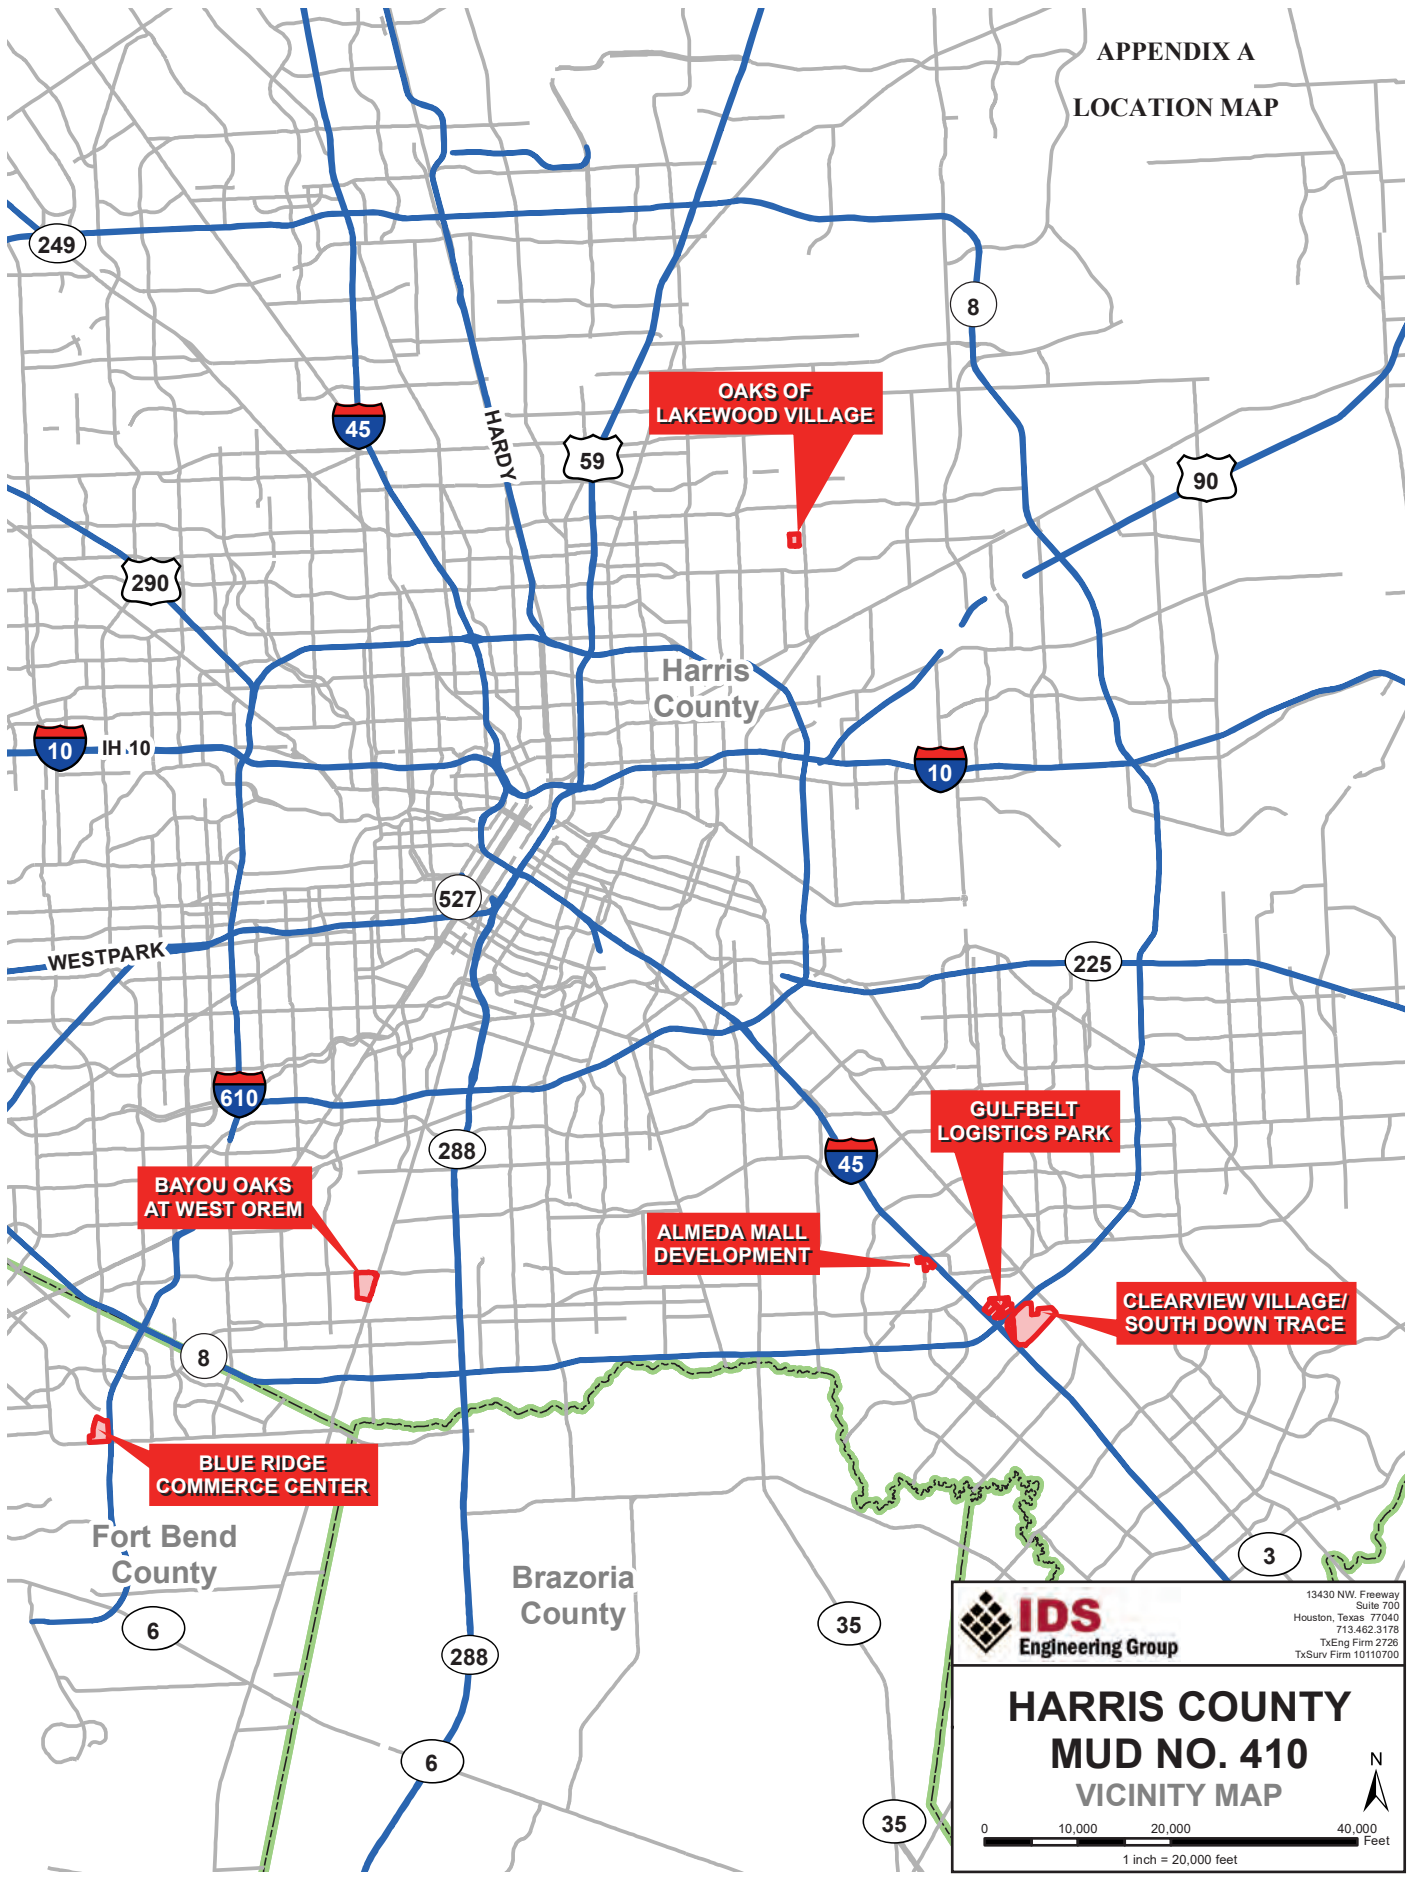 APPENDIX A
LOCATION MAP
249
8
OAKS OF
LAKEWOOD VILLAGE
45
HARDY
59
90
290
Harris
County
10
IH 10
10
527
WESTPARK
225
610
GULFBELT
LOGISTICS PARK
288
45
BAYOU OAKS
AT WEST OREM
ALMEDA MALL
DEVELOPMENT
CLEARVIEW VILLAGE/
SOUTH DOWN TRACE
8
BLUE RIDGE
COMMERCE CENTER
Fort Bend
County
3
Brazoria
County
6
35
288
6
35
IDS
Engineering Group
13430 NW. Freeway
Suite 700
Houston, Texas 77040
713.462.3178
TxEng Firm 2726
TxSurv Firm 10110700
HARRIS COUNTY
MUD NO. 410
VICINITY MAP
N
0 10,000 20,000 40,000
Feet
1 inch = 20,000 feet